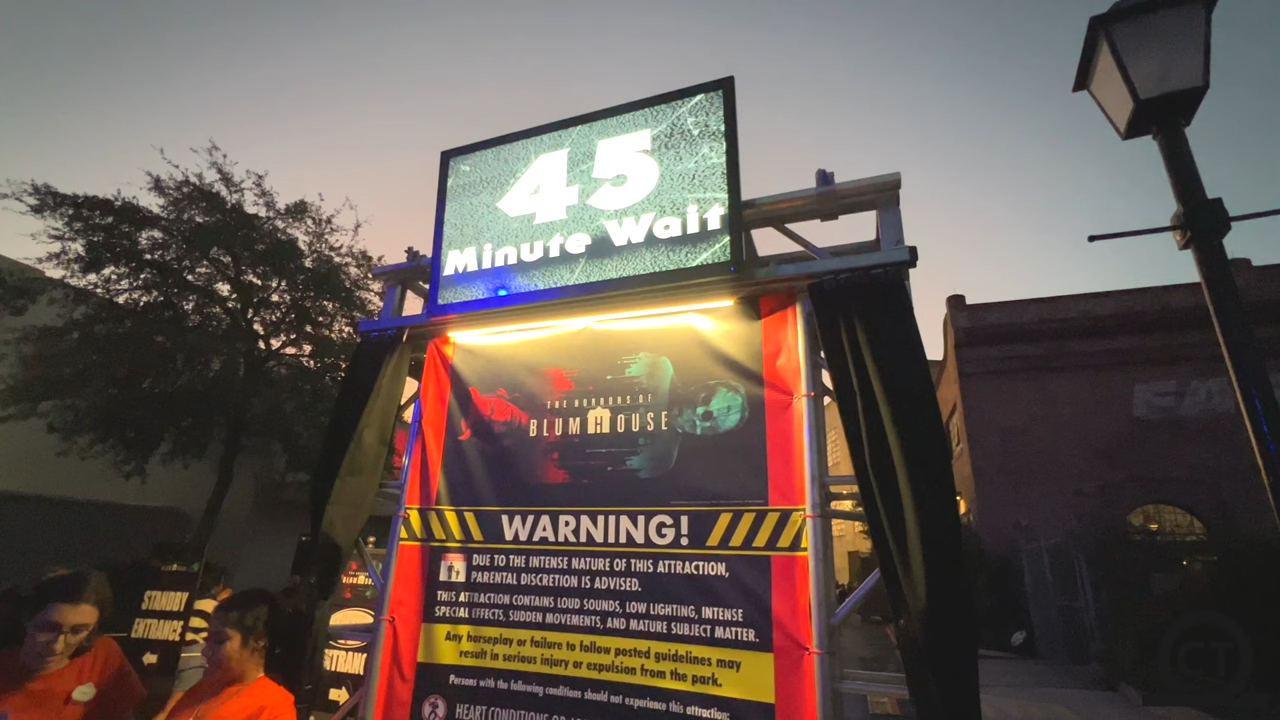 45
Minute Wait
THE HORRORS OF
BLUMHOUSE
WARNING!
DUE TO THE INTENSE NATURE OF THIS ATTRACTION,
PARENTAL DISCRETION IS ADVISED.
THIS ATTRACTION CONTAINS LOUD SOUNDS, LOW LIGHTING, INTENSE
SPECIAL EFFECTS, SUDDEN MOVEMENTS, AND MATURE SUBJECT MATTER.
Any horseplay or failure to follow posted guidelines may
result in serious injury or expulsion from the park.
Persons with the following conditions should not experience this attraction:
HEART CONDITIONS OR
STANDBY
ENTRANCE